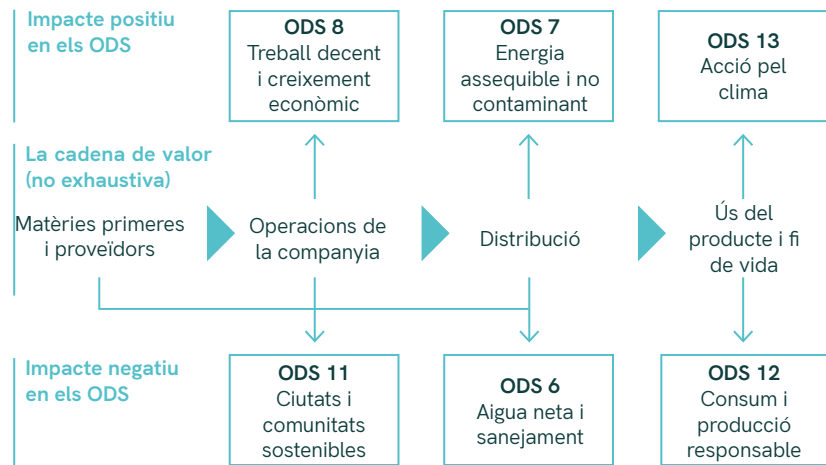 Impacte positiu
en els ODS
ODS 8
Treball decent
i creixement
econòmic
ODS 7
Energia
assequible i no
contaminant
ODS 13
Acció pel
clima
La cadena de valor
(no exhaustiva)
Matèries primeres
i proveïdors
Operacions de
la companyia
Distribució
Ús del
producte i fi
de vida
Impacte negatiu
en els ODS
ODS 11
Ciutats i
comunitats
sostenibles
ODS 6
Aigua neta i
sanejament
ODS 12
Consum i
producció
responsable